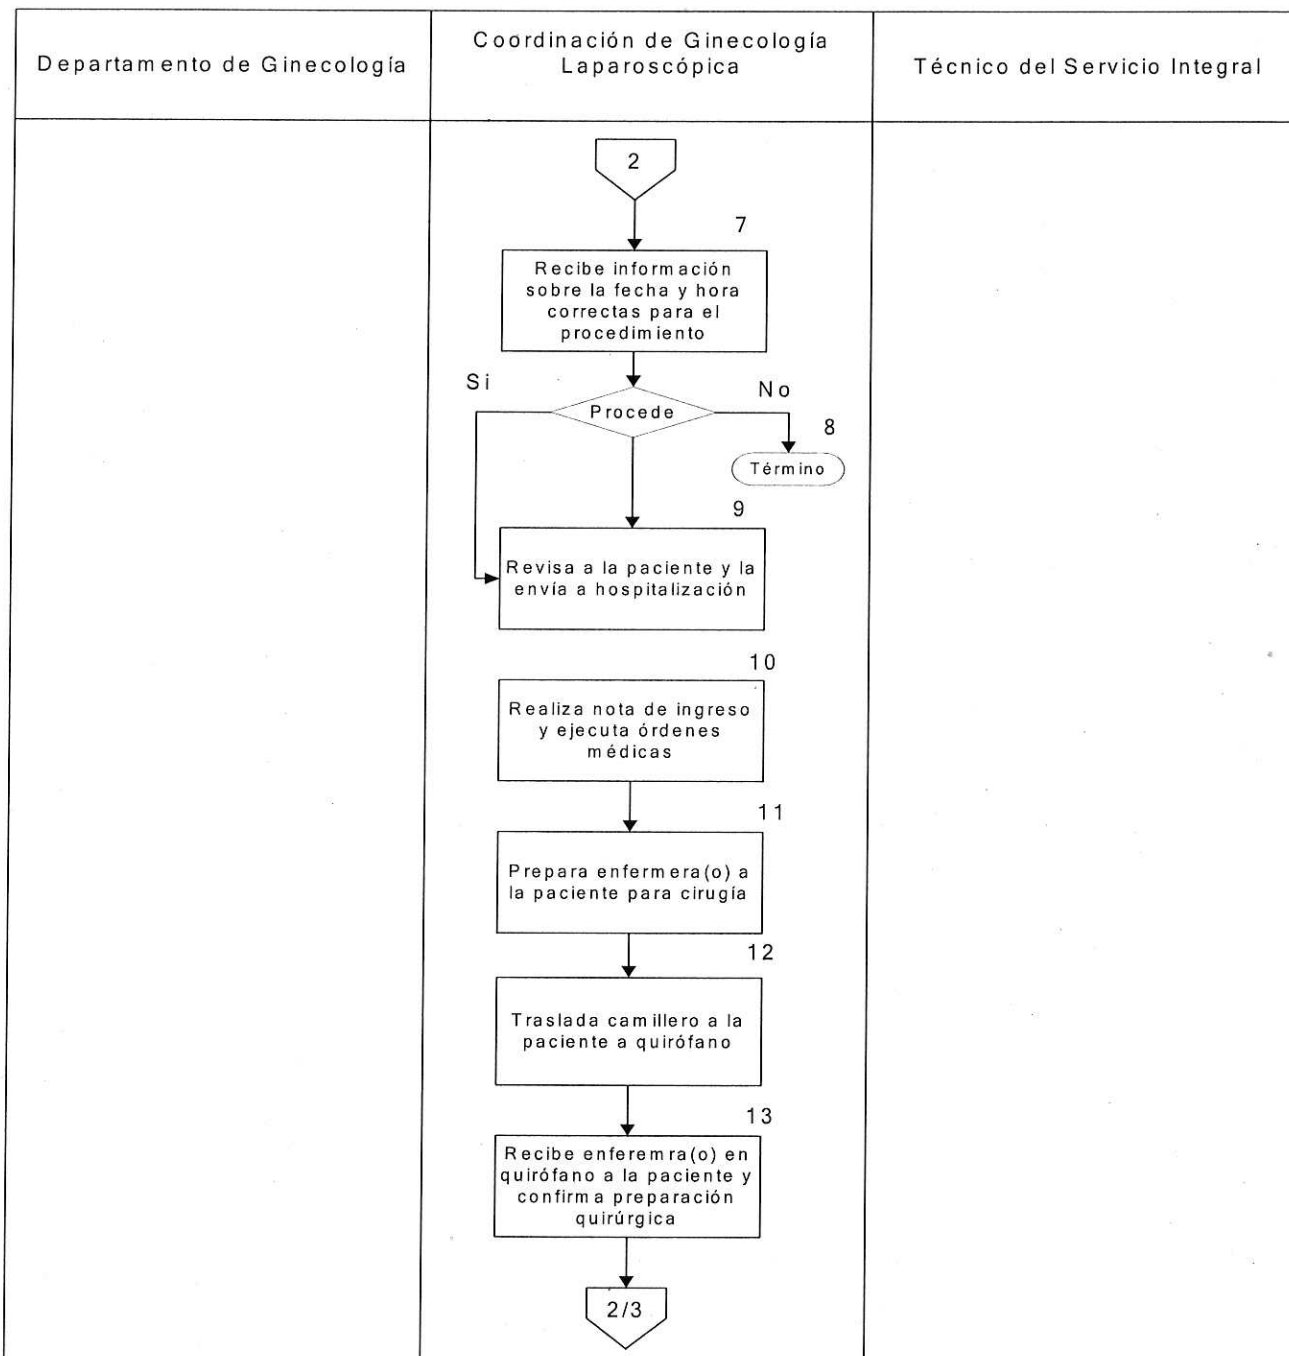 Departamento de Ginecología
Coordinación de Ginecología
Laparoscópica
Técnico del Servicio Integral
2
7
Recibe información
sobre la fecha y hora
correctas para el
procedimiento
Si
Procede
No
8
Término
9
Revisa a la paciente y la
envía a hospitalización
10
Realiza nota de ingreso
y ejecuta órdenes
médicas
11
Prepara enfermera(o) a
la paciente para cirugía
12
Traslada camillero a la
paciente a quirófano
13
Recibe enferemra(o) en
quirófano a la paciente y
confirma preparación
quirúrgica
2/3